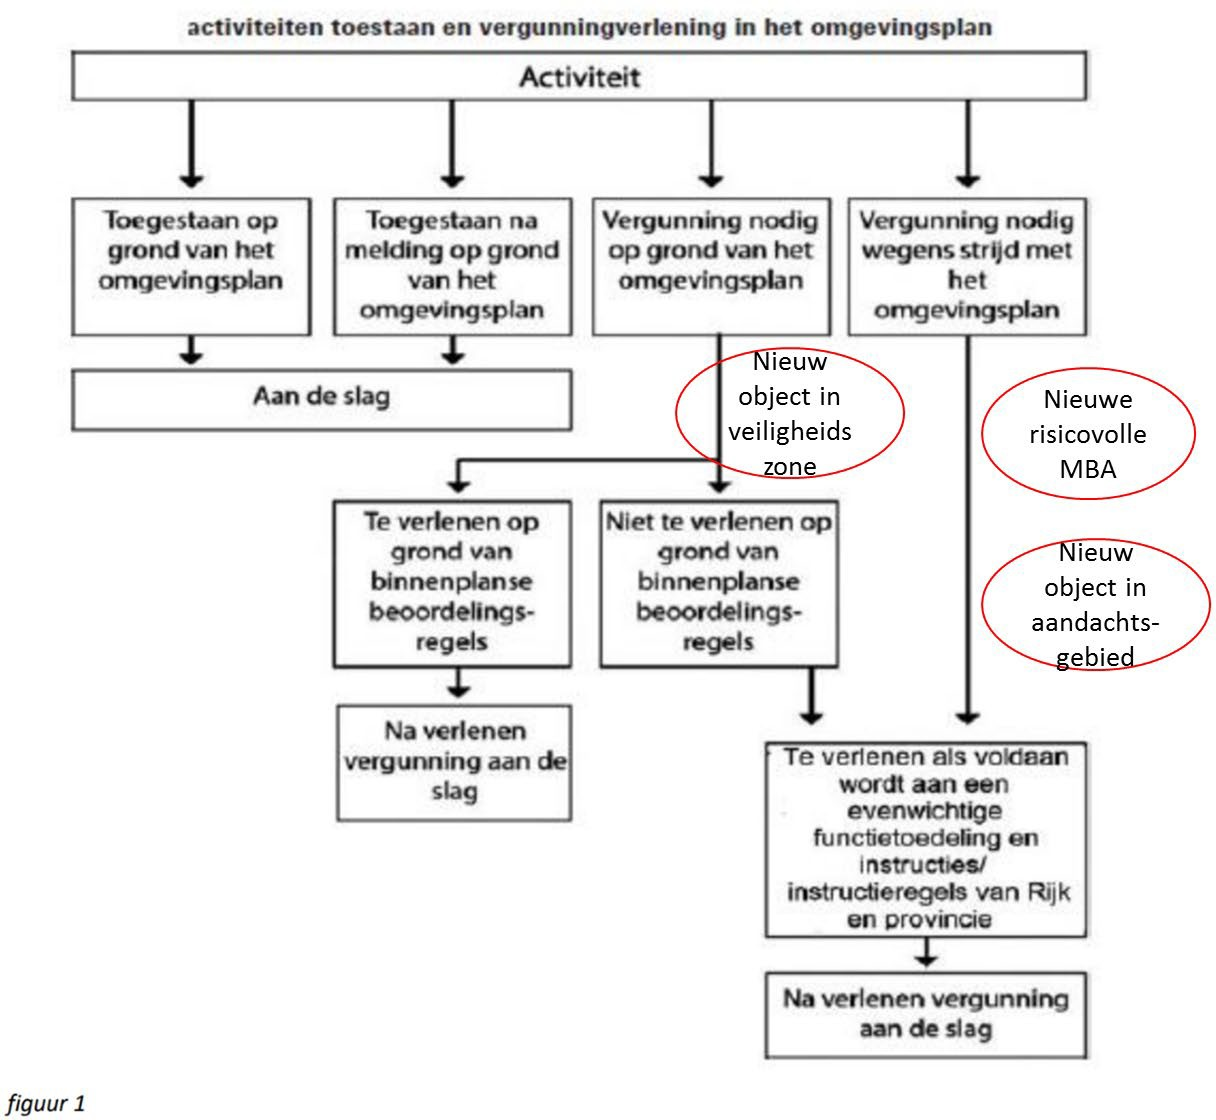 activiteiten toestaan en vergunningverlening in het omgevingsplan
Activiteit
Toegestaan op
grond van het
omgevingsplan
Toegestaan na
melding op grond
van het
omgevingsplan
Vergunning nodig
op grond van het
omgevingsplan
Vergunning nodig
wegens strijd met
het
omgevingsplan
Aan de slag
Nieuw
object in
veiligheids
zone
Nieuwe
risicovolle
MBA
Te verlenen op
grond van
binnenplanse
beoordelings-
regels
Niet te verlenen op
grond van
binnenplanse
beoordelings-
regels
Nieuw
object in
aandachts-
gebied
Na verlenen
vergunning aan de
slag
Te verlenen als voldaan
wordt aan een
evenwichtige
functietoedeling en
instructies/
instructieregels van Rijk
en provincie
Na verlenen vergunning
aan de slag
figuur 1